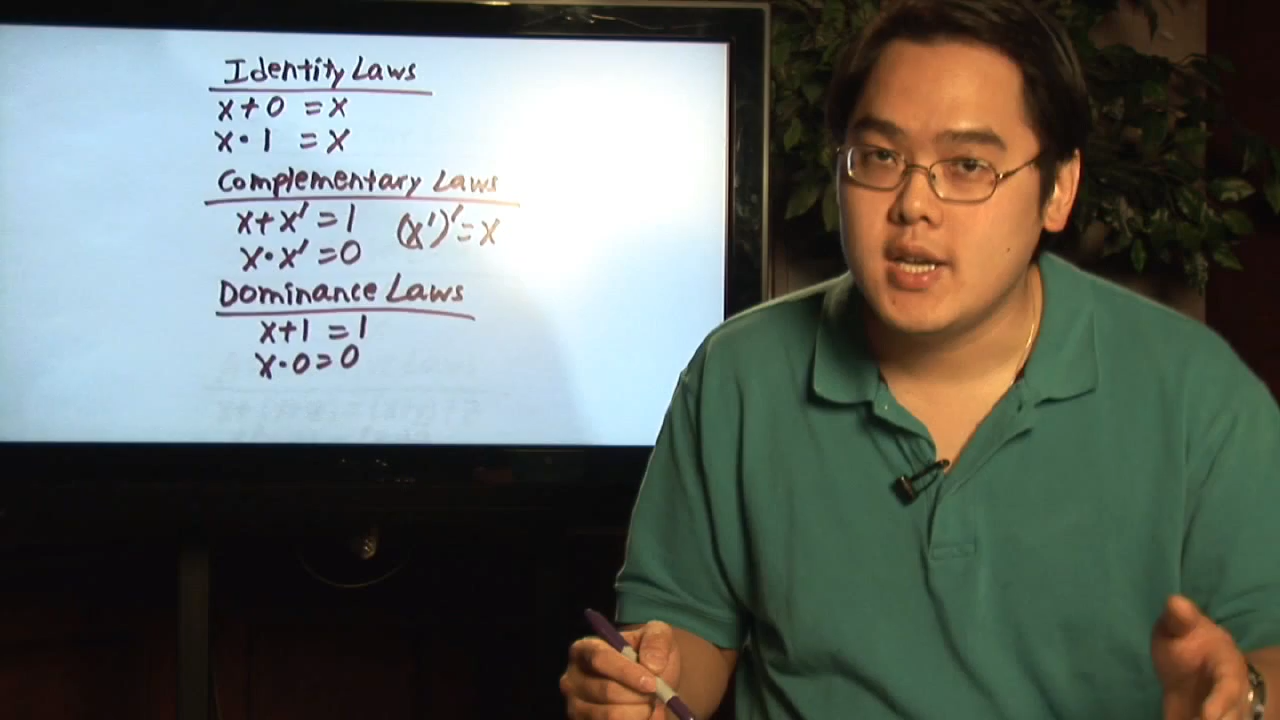 Identity Laws
x+0 = x
x·1 = x
Complementary Laws
x+x'=1 (x')'=x
x·x'=0
Dominance Laws
x+1 =1
x·0=0